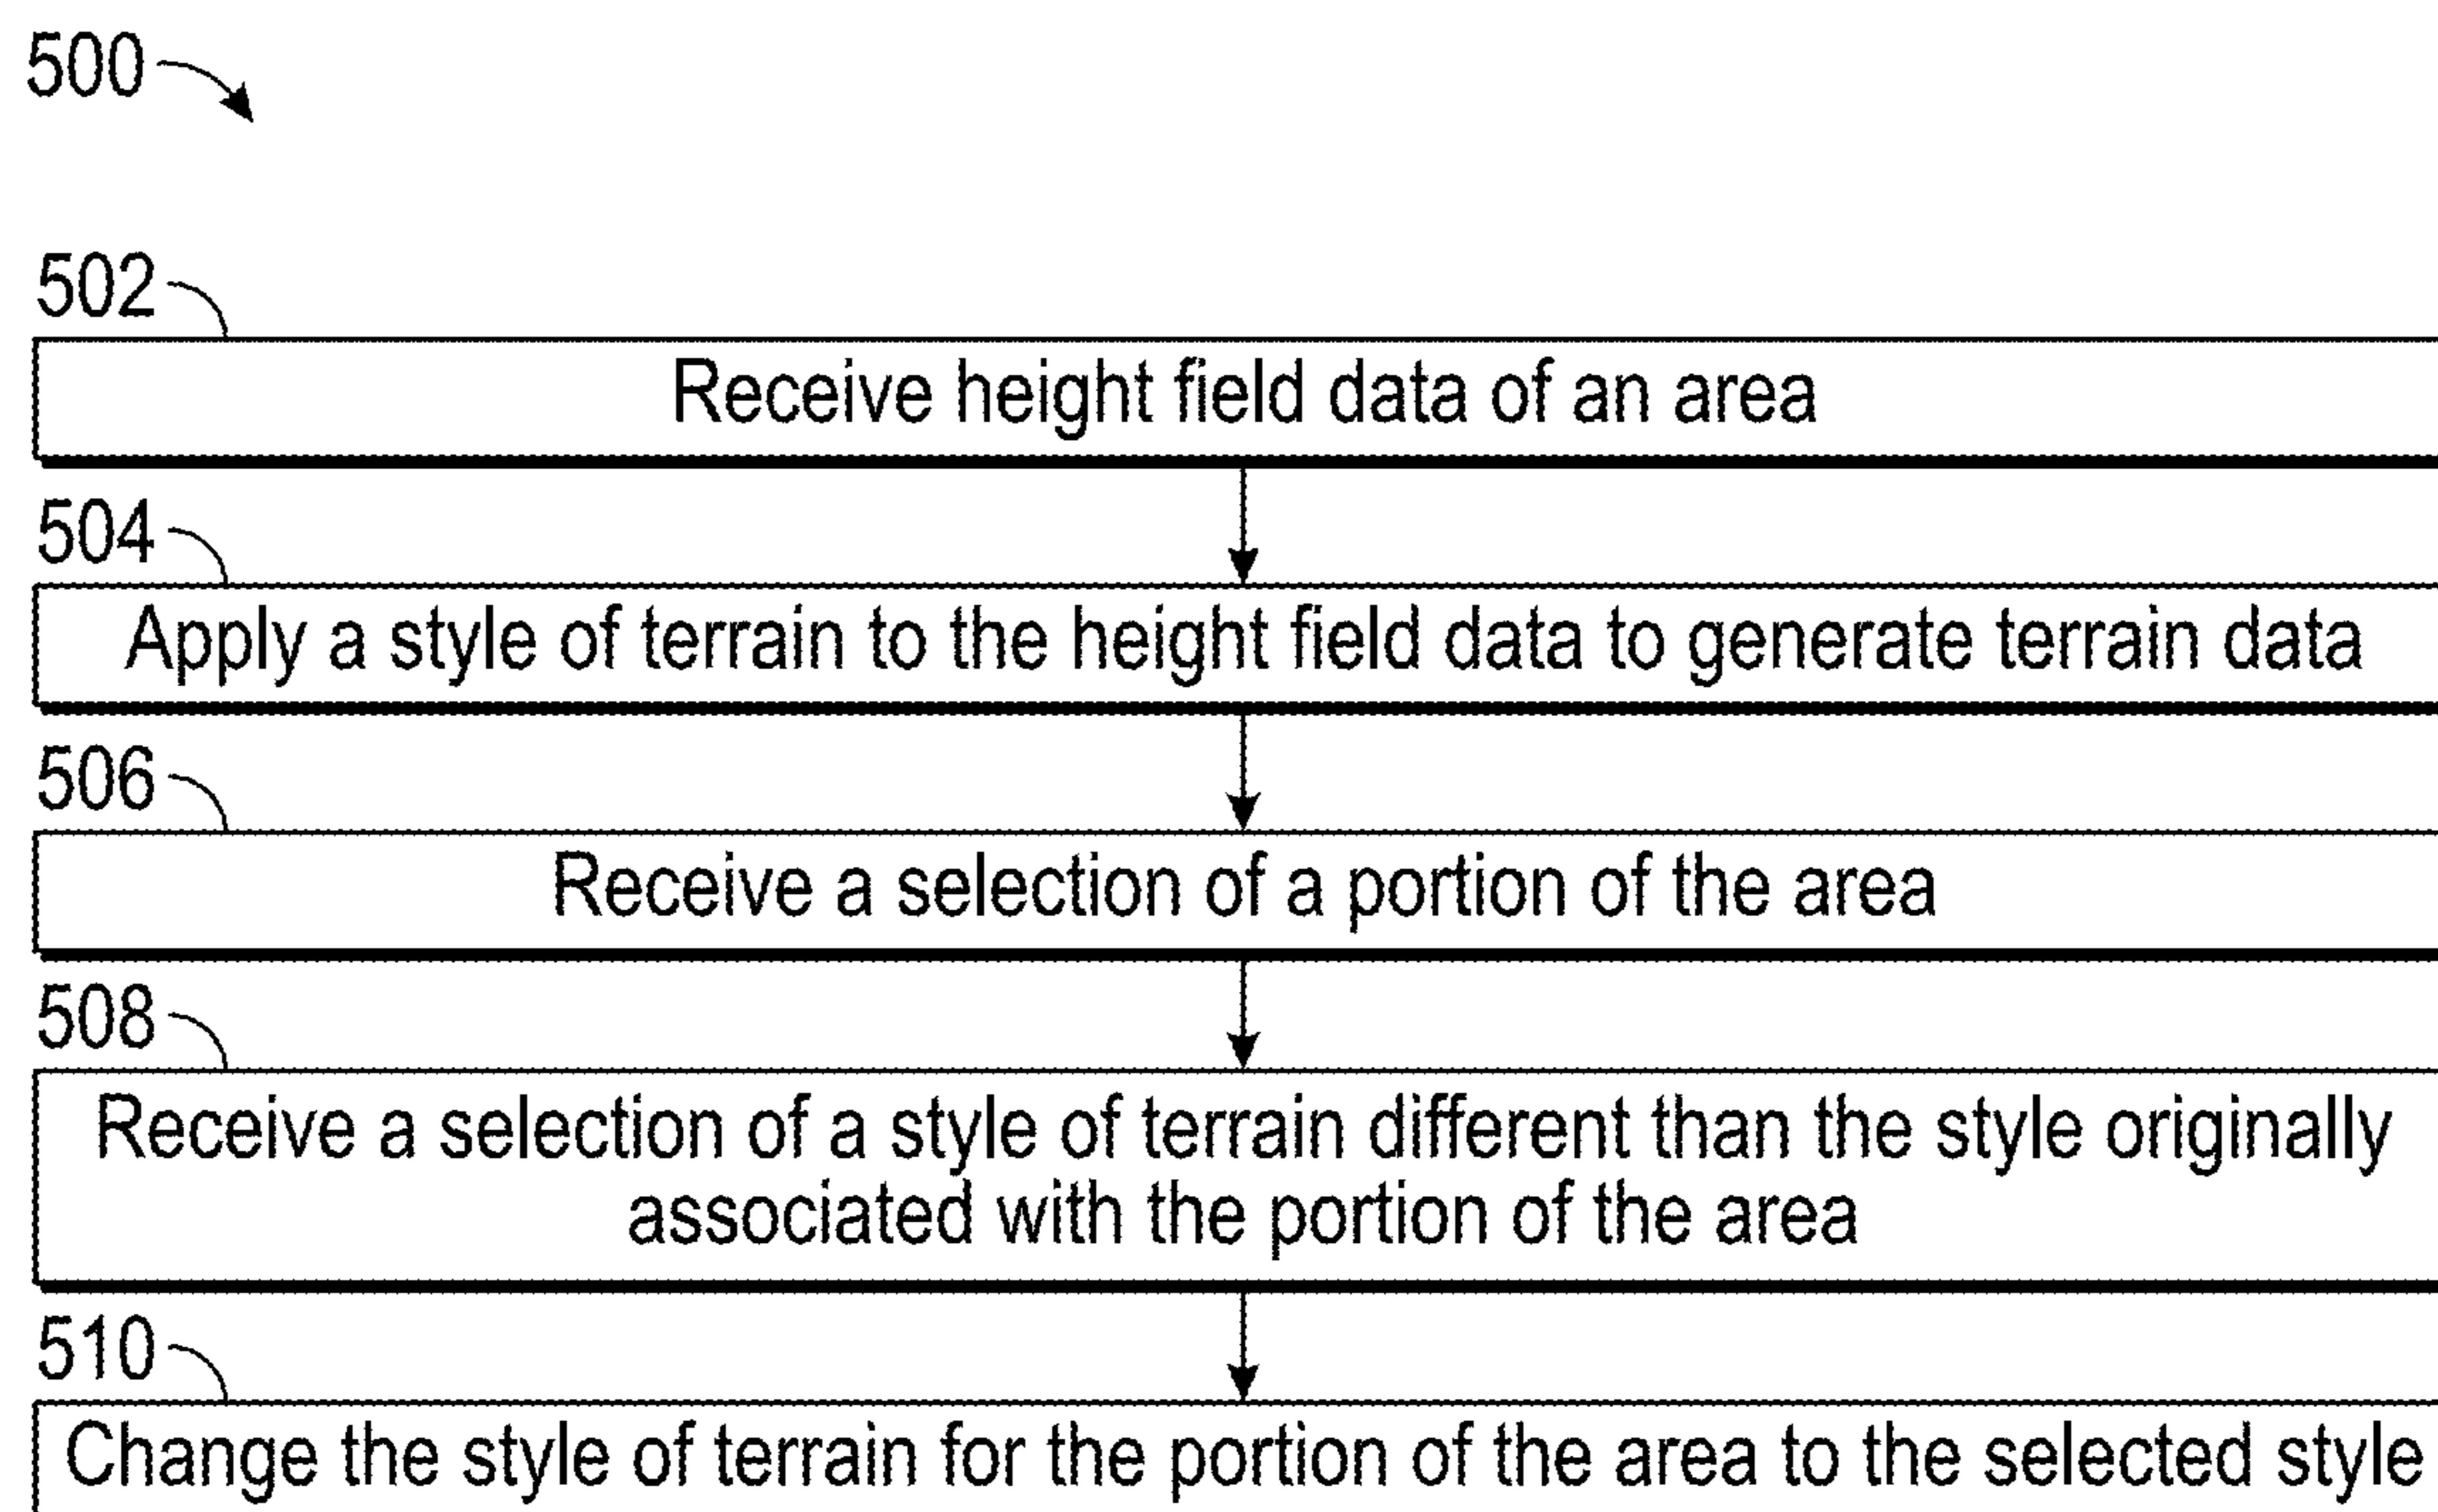 500
502
Receive height field data of an area
504
Apply a style of terrain to the height field data to generate terrain data
506
Receive a selection of a portion of the area
508
Receive a selection of a style of terrain different than the style originally
associated with the portion of the area
510
Change the style of terrain for the portion of the area to the selected style